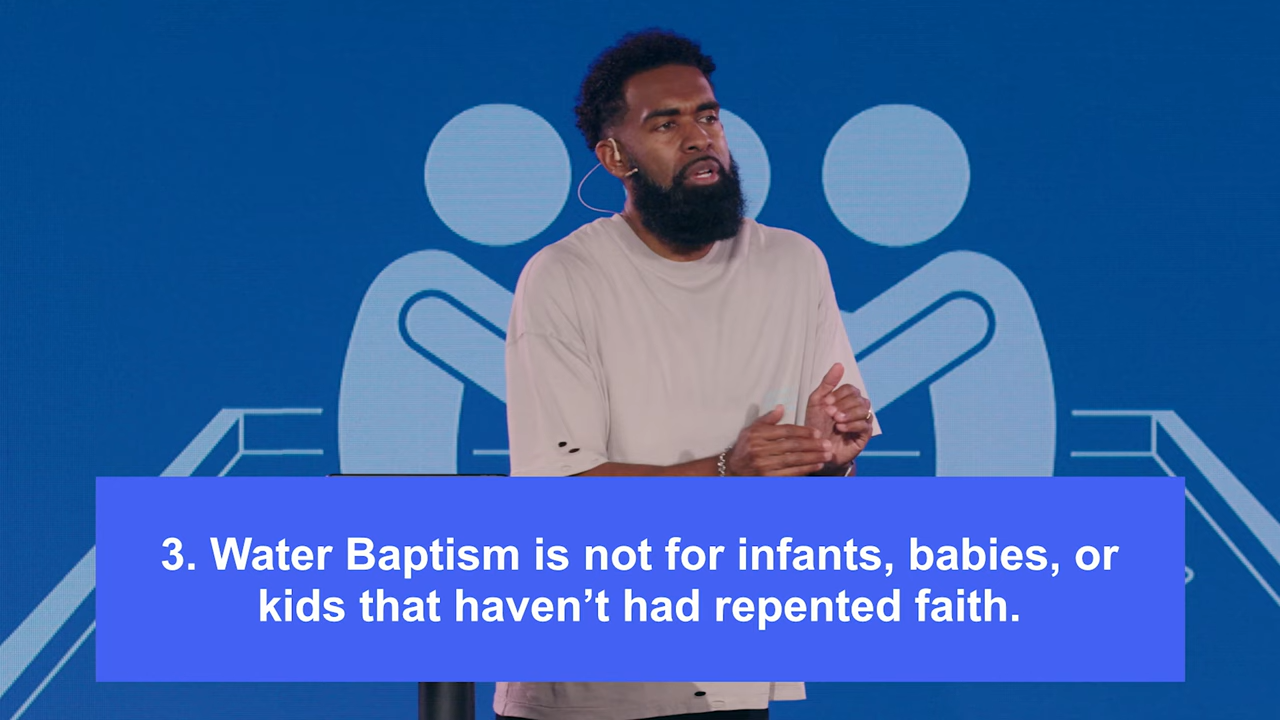 3. Water Baptism is not for infants, babies, or
kids that haven’t had repented faith.